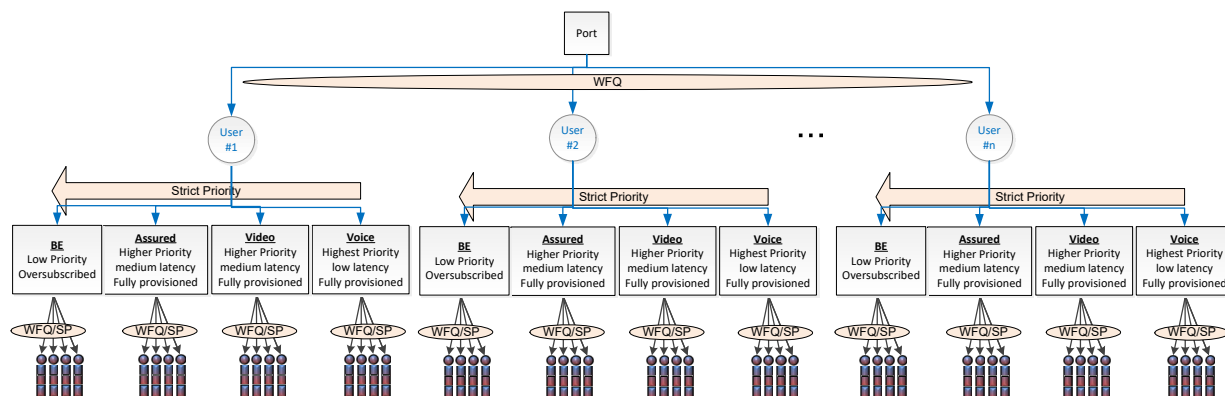 Port
WFQ
User
#1
User
#2
...
User
#n
Strict Priority
Strict Priority
Strict Priority
BE
Low Priority
Oversubscribed
Assured
Higher Priority
medium latency
Fully provisioned
Video
Higher Priority
medium latency
Fully provisioned
Voice
Highest Priority
low latency
Fully provisioned
BE
Low Priority
Oversubscribed
Assured
Higher Priority
medium latency
Fully provisioned
Video
Higher Priority
medium latency
Fully provisioned
Voice
Highest Priority
low latency
Fully provisioned
BE
Low Priority
Oversubscribed
Assured
Higher Priority
medium latency
Fully provisioned
Video
Higher Priority
medium latency
Fully provisioned
Voice
Highest Priority
low latency
Fully provisioned
WFQ/SP
WFQ/SP
WFQ/SP
WFQ/SP
WFQ/SP
WFQ/SP
WFQ/SP
WFQ/SP
WFQ/SP
WFQ/SP
WFQ/SP
WFQ/SP